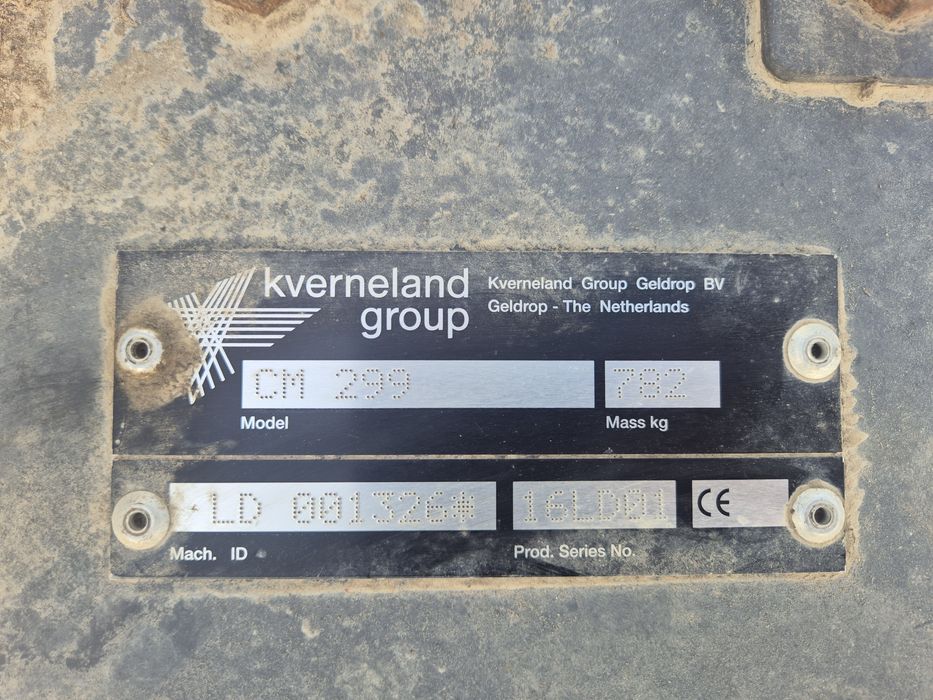 kverneland
group
Kverneland Group Geldrop BV
Geldrop - The Netherlands
CM 299
782
Model
Mass kg
LD 001326*
16LD01
CE
Mach. ID
Prod. Series No.